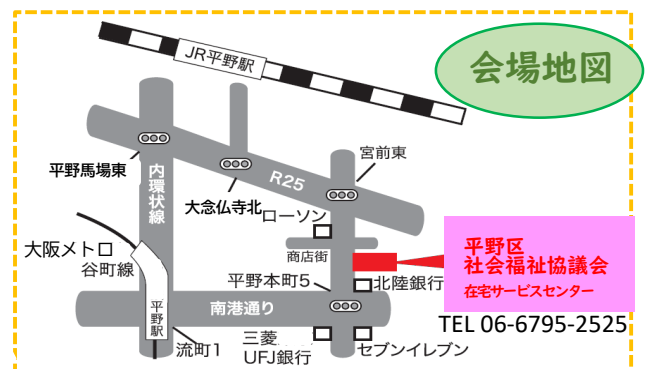 会場地図
JR平野駅
宮前東
平野馬場東
内環状線
R25
大念仏寺北
ローソン
大阪メトロ
谷町線
商店街
平野区
社会福祉協議会
在宅サービスセンター
平野本町5
北陸銀行
平野駅
南港通り
TEL 06-6795-2525
流町1
三菱
UFJ銀行
セブンイレブン